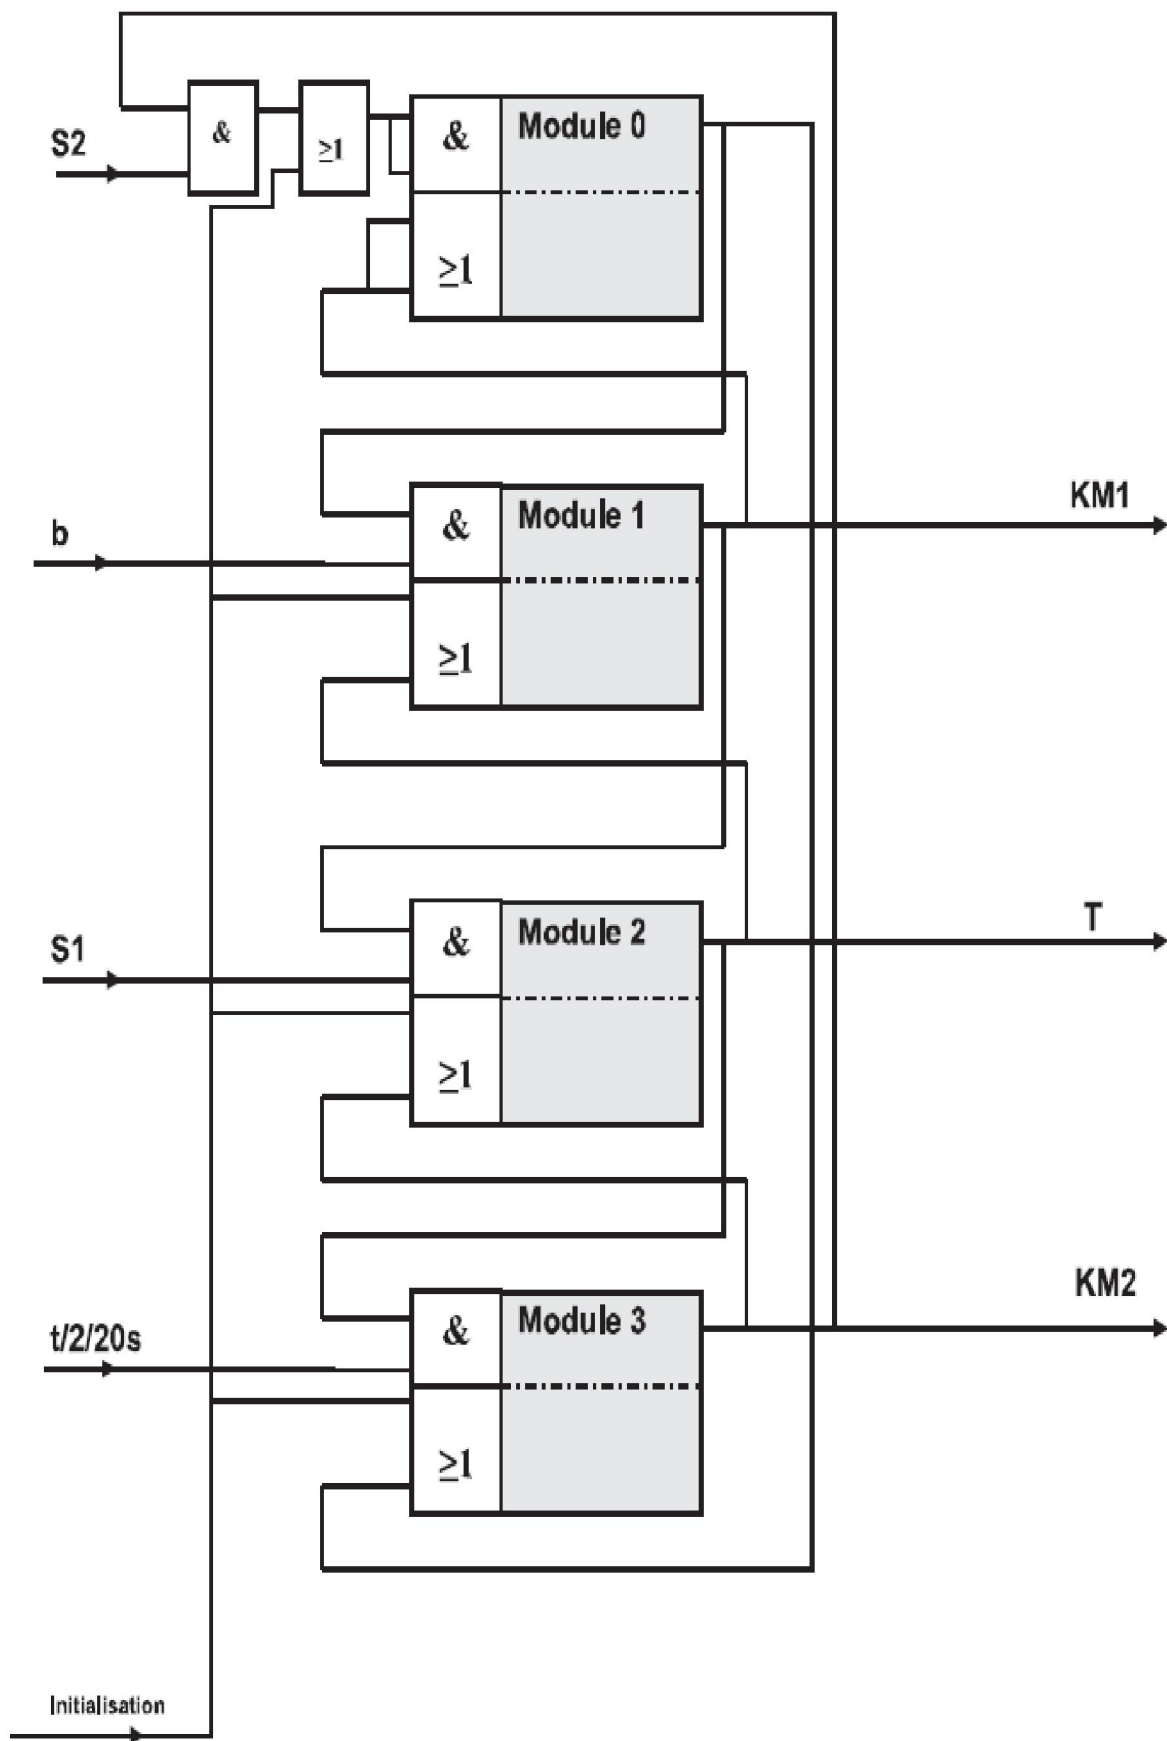 S2
&
≥1
&
Module 0
≥1
KM1
b
&
Module 1
≥1
T
S1
&
Module 2
≥1
KM2
t/2/20s
&
Module 3
≥1
Initialisation